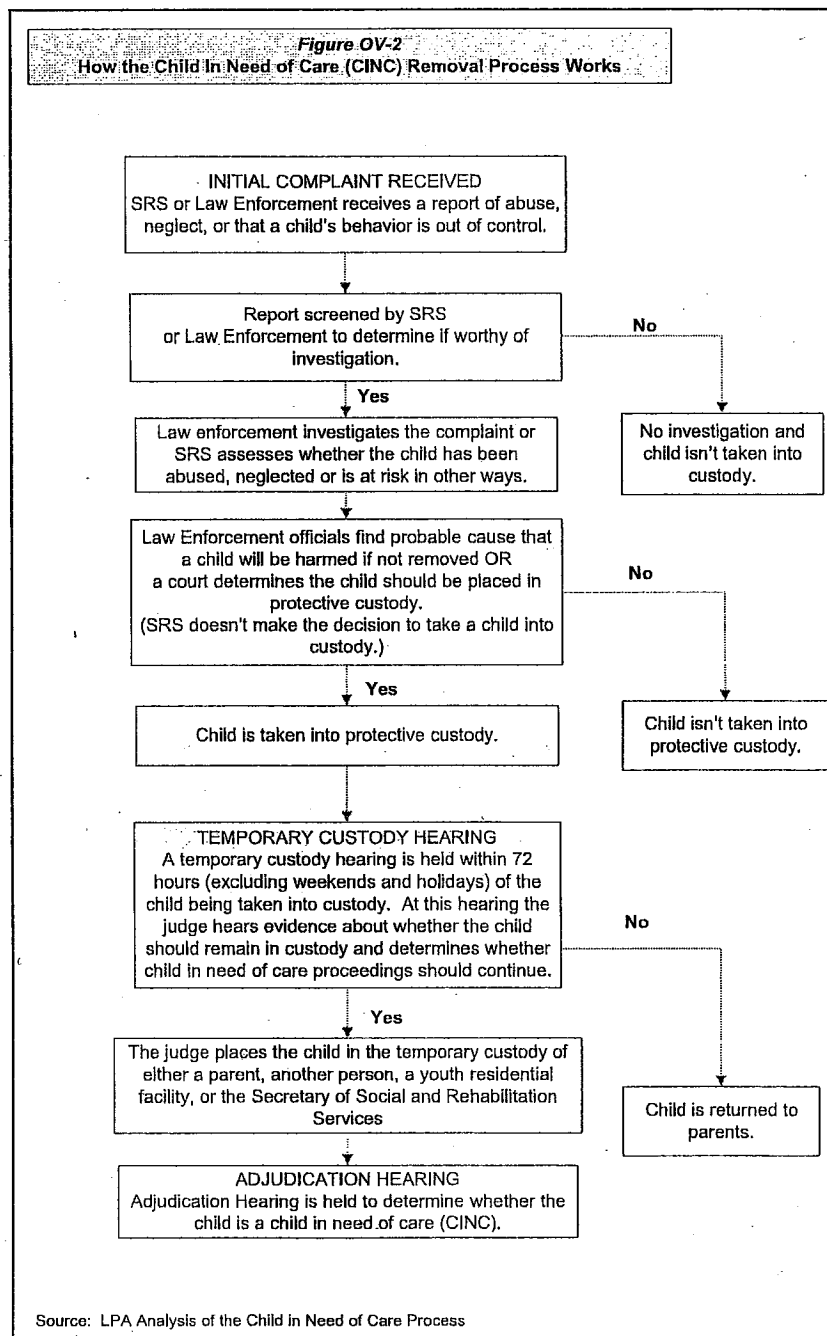 Figure OV-2
How the Child In Need of Care (CINC) Removal Process Works
INITIAL COMPLAINT RECEIVED
SRS or Law Enforcement receives a report of abuse,
neglect, or that a child's behavior is out of control.
Report screened by SRS
or Law Enforcement to determine if worthy of
investigation.
No
Yes
Law enforcement investigates the complaint or
SRS assesses whether the child has been
abused, neglected or is at risk in other ways.
No investigation and
child isn't taken into
custody.
Law Enforcement officials find probable cause that
a child will be harmed if not removed OR
a court determines the child should be placed in
protective custody.
(SRS doesn't make the decision to take a child into
custody.)
No
Yes
Child is taken into protective custody.
Child isn't taken into
protective custody.
TEMPORARY CUSTODY HEARING
A temporary custody hearing is held within 72
hours (excluding weekends and holidays) of the
child being taken into custody. At this hearing the
judge hears evidence about whether the child
should remain in custody and determines whether
child in need of care proceedings should continue.
No
Yes
The judge places the child in the temporary custody of
either a parent, another person, a youth residential
facility, or the Secretary of Social and Rehabilitation
Services
Child is returned to
parents.
ADJUDICATION HEARING
Adjudication Hearing is held to determine whether the
child is a child in need of care (CINC).
Source: LPA Analysis of the Child in Need of Care Process